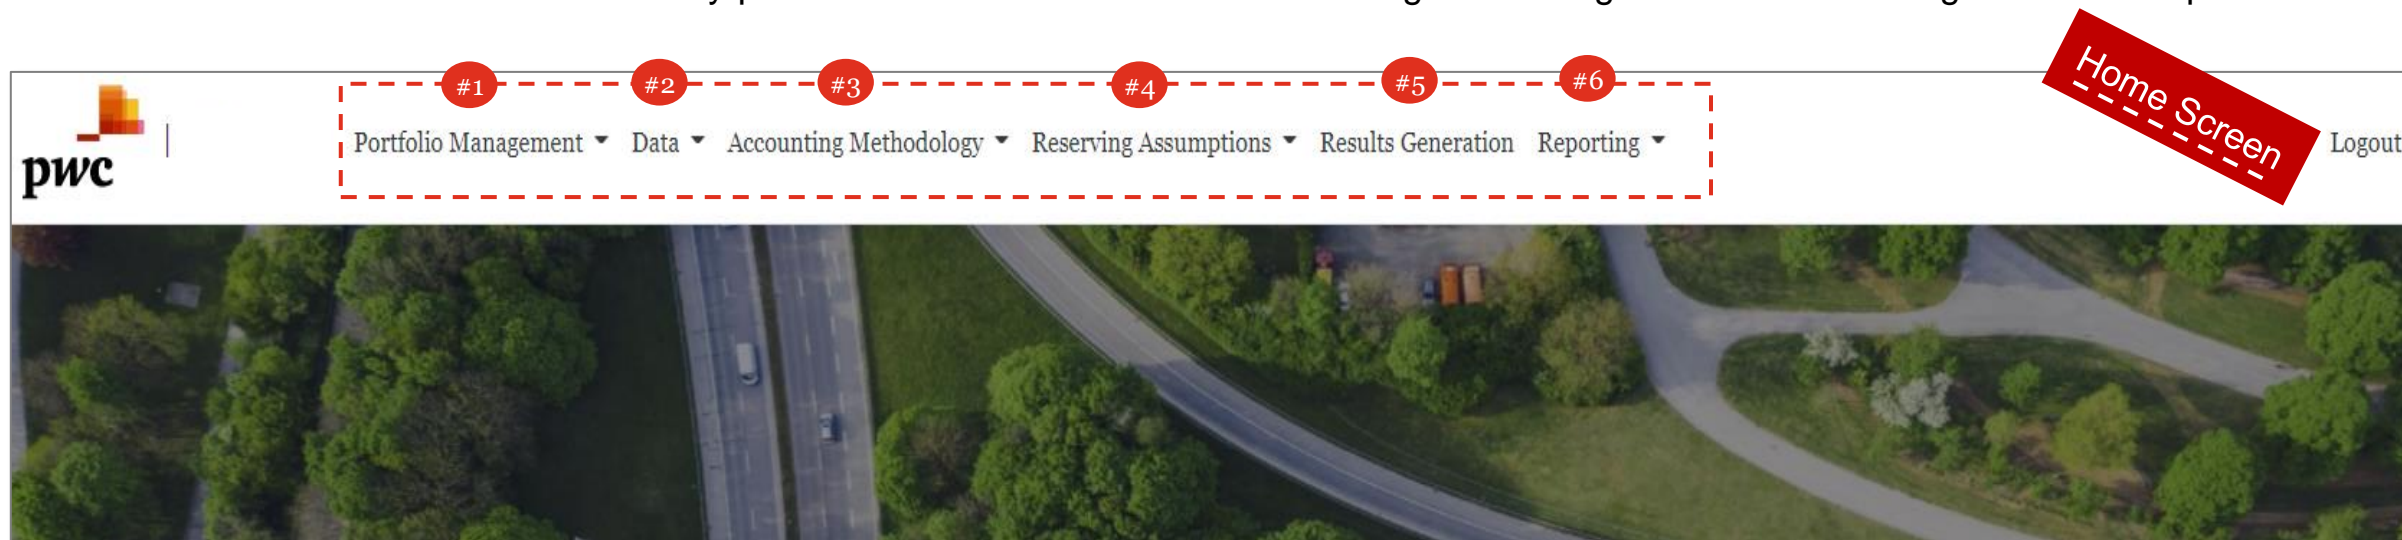 #1 #2 #3 #4 #5 #6
Home Screen
pwc
Portfolio Management Data Accounting Methodology Reserving Assumptions Results Generation Reporting Logout